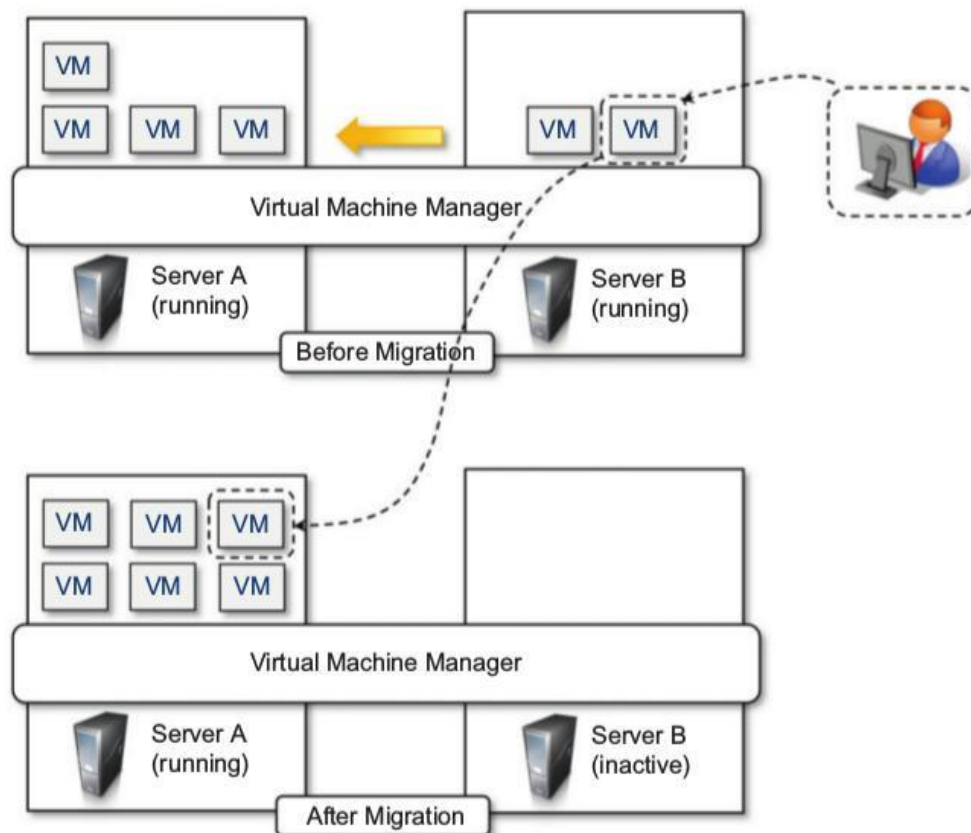 VM
VM VM VM
VM VM
Virtual Machine Manager
Server A
(running)
Server B
(running)
Before Migration
VM VM VM
VM VM VM
Virtual Machine Manager
Server A
(running)
Server B
(inactive)
After Migration